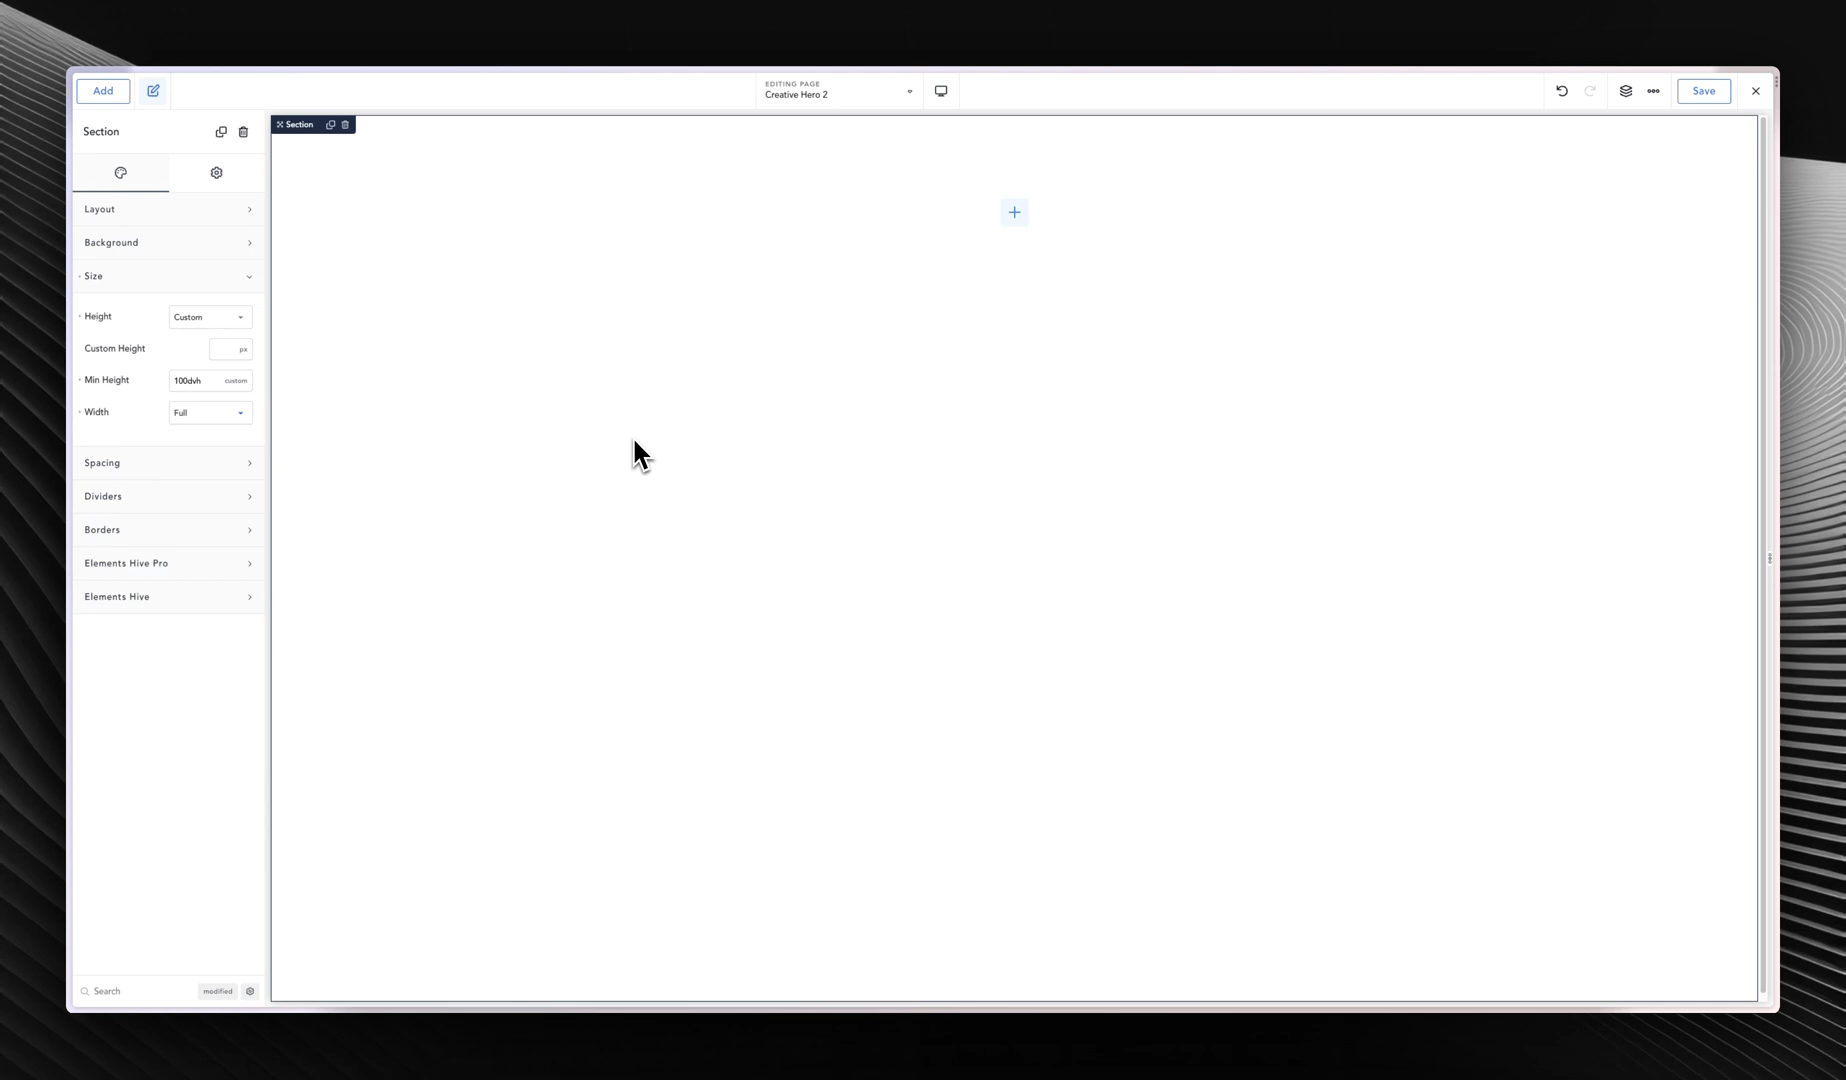 Add
EDITING PAGE
Creative Hero 2
Save
Section
Section
Layout
Background
Size
Height
Custom
Custom Height
px
Min Height
100dvh
custom
Width
Full
Spacing
Dividers
Borders
Elements Hive Pro
Elements Hive
Search
modified